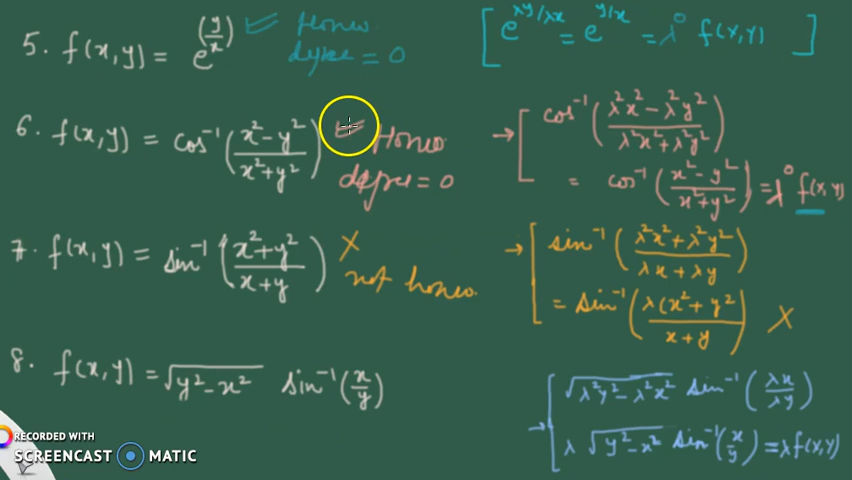 5. f(x,y) = e^(y/x) Homo degree = 0 [ e^(λy/λx) = e^(y/x) = λ⁰ f(x,y) ]
6. f(x,y) = cos⁻¹((x²-y²)/(x²+y²)) Homo degree = 0 → [ cos⁻¹((λ²x²-λ²y²)/(λ²x²+λ²y²))
= cos⁻¹((x²-y²)/(x²+y²)) = λ⁰ f(x,y)
7. f(x,y) = sin⁻¹((x²+y²)/(x+y)) X not homo. → [ sin⁻¹((λ²x²+λ²y²)/(λx+λy))
= sin⁻¹(λ(x²+y²)/(x+y)) X
8. f(x,y) = √(y²-x²) sin⁻¹(x/y) → [ √(λ²y²-λ²x²) sin⁻¹(λx/λy)
λ √(y²-x²) sin⁻¹(x/y) = λf(x,y)
RECORDED WITH
SCREENCAST MATIC